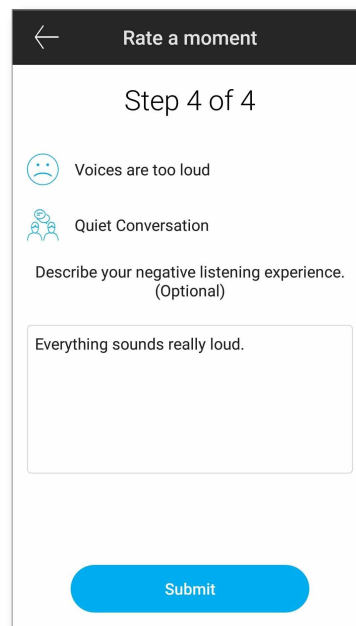 Rate a moment
Step 4 of 4
Voices are too loud
Quiet Conversation
Describe your negative listening experience.
(Optional)
Everything sounds really loud.
Submit